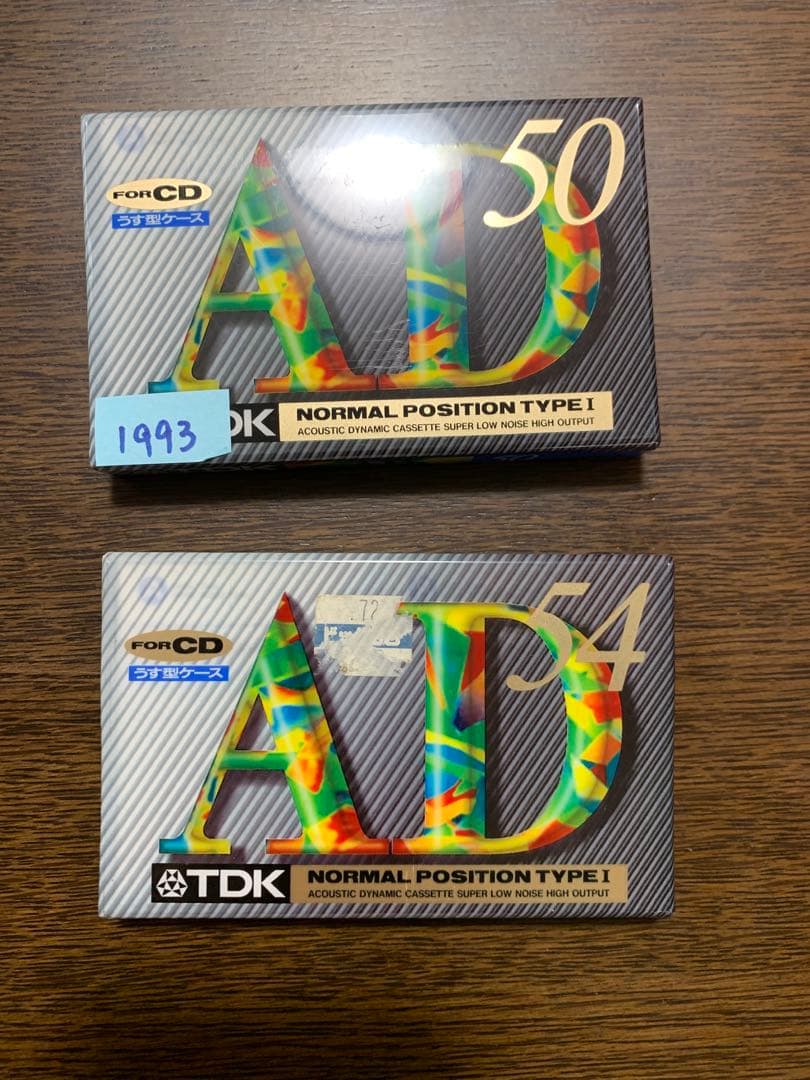 50
FOR CD
うす型ケース
AD
1993
DK
NORMAL POSITION TYPE I
ACOUSTIC DYNAMIC CASSETTE SUPER LOW NOISE HIGH OUTPUT
54
FOR CD
うす型ケース
AD
TDK
NORMAL POSITION TYPE I
ACOUSTIC DYNAMIC CASSETTE SUPER LOW NOISE HIGH OUTPUT